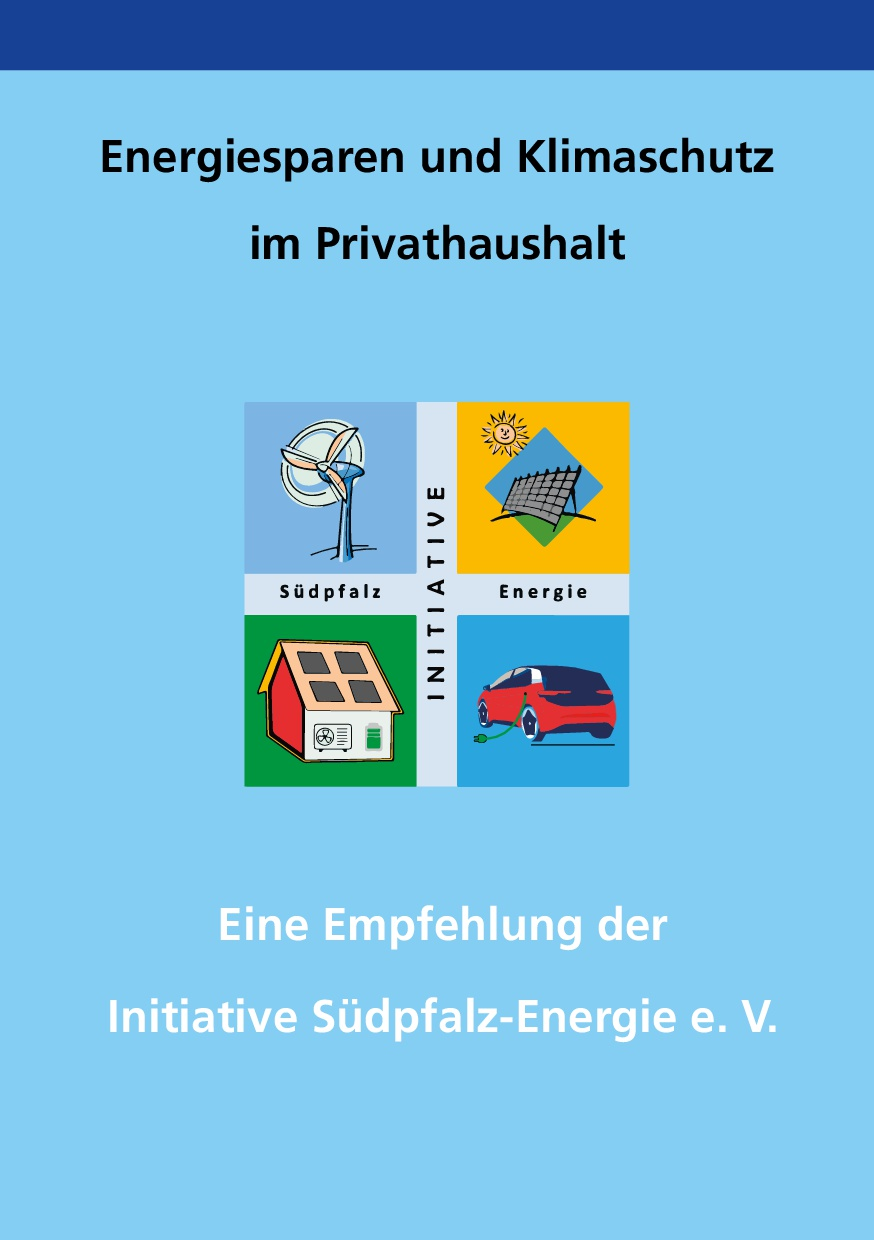 Energiesparen und Klimaschutz
im Privathaushalt
INITIATIVE
Südpfalz
Energie
Eine Empfehlung der
Initiative Südpfalz-Energie e. V.